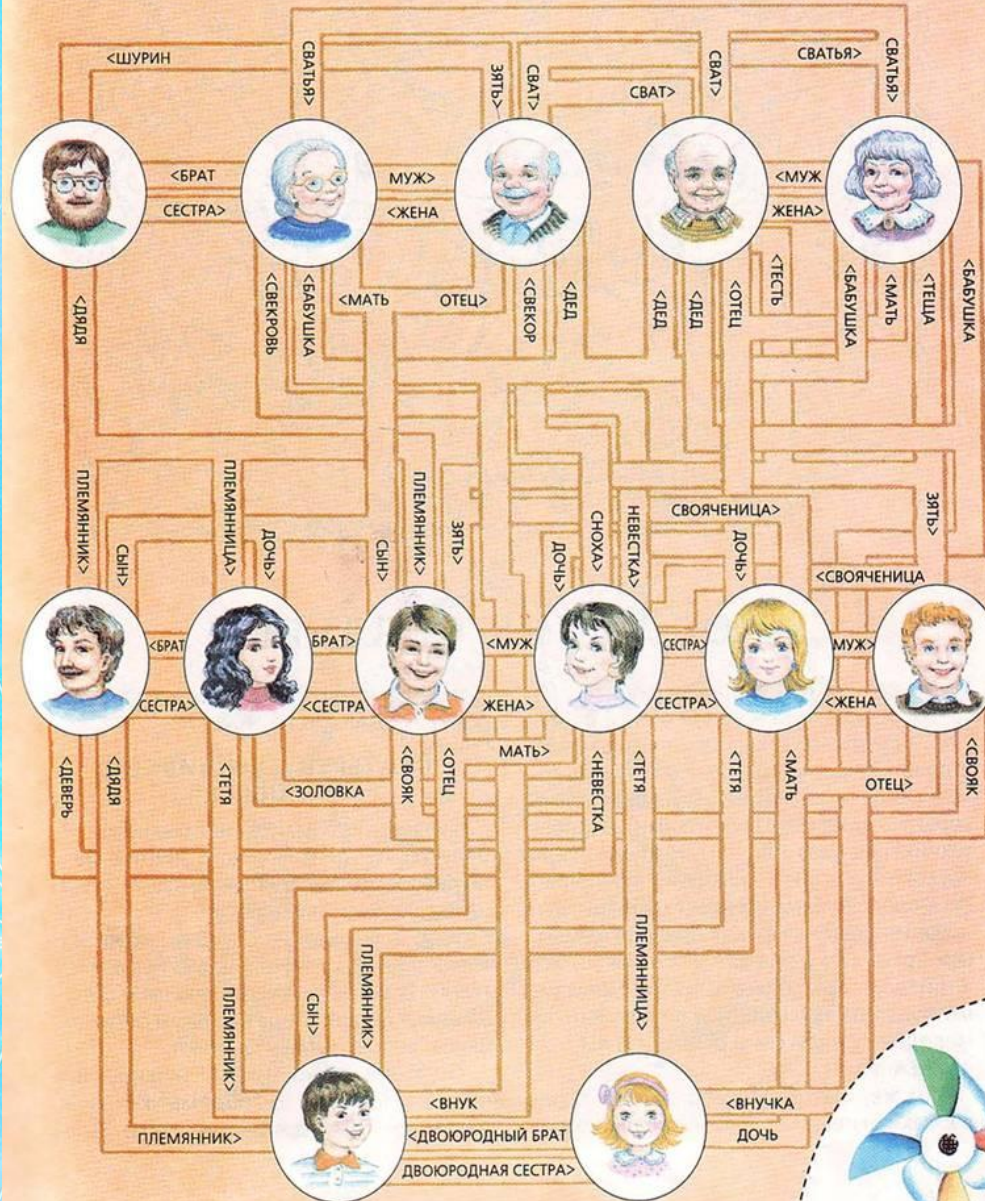 <ШУРИН
СВАТЬЯ>
ЗЯТЬ>
СВАТ>
СВАТ>
СВАТ>
СВАТЬЯ>
СВАТЬЯ>
<БРАТ
СЕСТРА>
МУЖ>
<ЖЕНА
<МУЖ
ЖЕНА>
<ДЯДЯ
<СВЕКРОВЬ
<БАБУШКА
<МАТЬ
ОТЕЦ>
<СВЕКОР
<ДЕД
<ДЕД
<ДЕД
<ОТЕЦ
<ТЕСТЬ
<БАБУШКА
<МАТЬ
<ТЕЩА
<БАБУШКА
ПЛЕМЯННИК>
СЫН>
ПЛЕМЯННИЦА>
ДОЧЬ>
СЫН>
ПЛЕМЯННИК>
ЗЯТЬ>
ДОЧЬ>
СНОХА>
НЕВЕСТКА>
СВОЯЧЕНИЦА>
ДОЧЬ>
ЗЯТЬ>
<СВОЯЧЕНИЦА
<БРАТ
СЕСТРА>
БРАТ>
<СЕСТРА
<МУЖ
ЖЕНА>
СЕСТРА>
СЕСТРА>
МУЖ>
<ЖЕНА
<ДЕВЕРЬ
<ДЯДЯ
<ТЕТЯ
<ЗОЛОВКА
<СВОЯК
<ОТЕЦ
МАТЬ>
<НЕВЕСТКА
<ТЕТЯ
<ТЕТЯ
<МАТЬ
ОТЕЦ>
<СВОЯК
ПЛЕМЯННИК>
СЫН>
ПЛЕМЯННИК>
ПЛЕМЯННИЦА>
ПЛЕМЯННИК>
<ВНУК
<ДВОЮРОДНЫЙ БРАТ
ДВОЮРОДНАЯ СЕСТРА>
<ВНУЧКА
ДОЧЬ